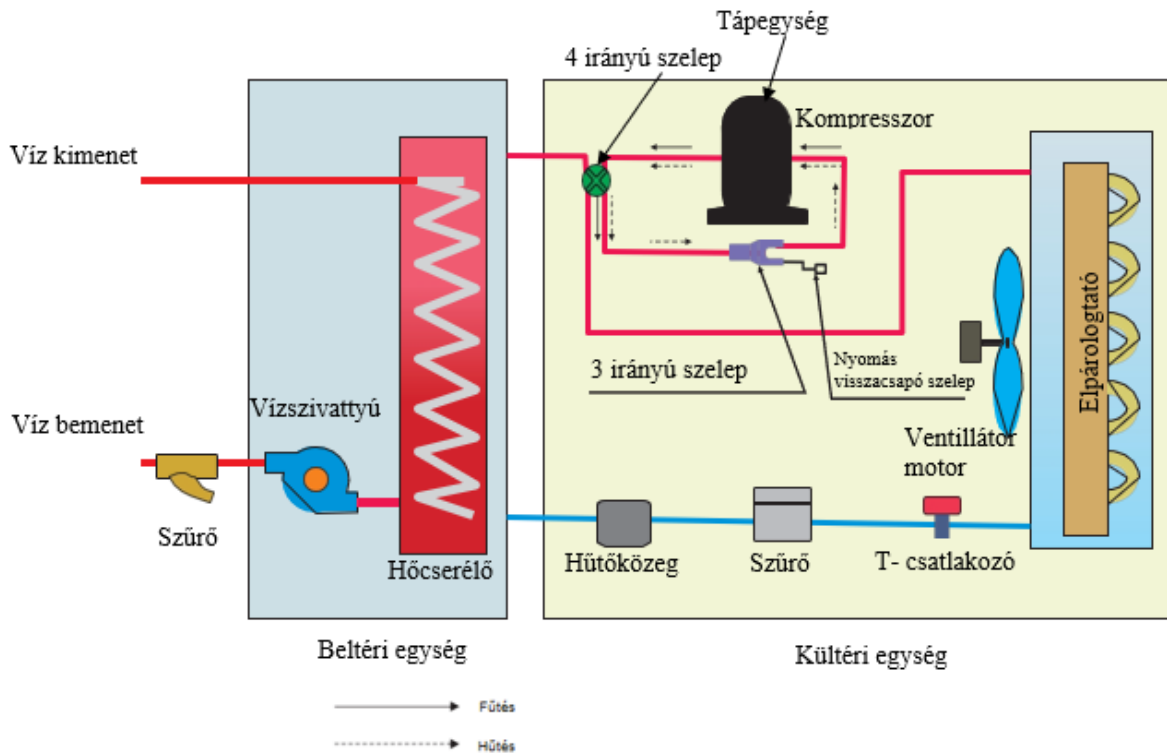 Tápegység
4 irányú szelep
Kompresszor
Víz kimenet
Elpárologtató
3 irányú szelep
Nyomás
visszacsapó szelep
Víz bemenet
Vízszivattyú
Ventillátor
motor
Szűrő
Hőcserélő
Hűtőközeg
Szűrő
T- csatlakozó
Beltéri egység
Kültéri egység
Fűtés
Hűtés